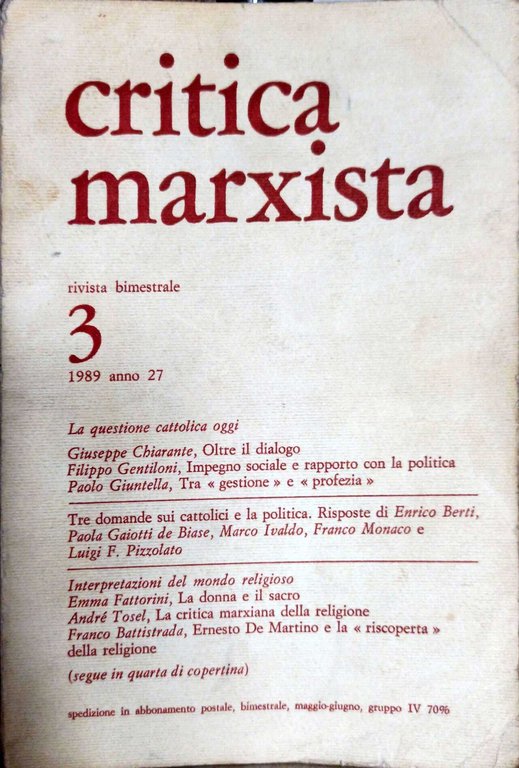 critica
marxista
rivista bimestrale
3
1989 anno 27
La questione cattolica oggi
Giuseppe Chiarante, Oltre il dialogo
Filippo Gentiloni, Impegno sociale e rapporto con la politica
Paolo Giuntella, Tra « gestione » e « profezia »
Tre domande sui cattolici e la politica. Risposte di Enrico Berti,
Paola Gaiotti de Biase, Marco Ivaldo, Franco Monaco e
Luigi F. Pizzolato
Interpretazioni del mondo religioso
Emma Fattorini, La donna e il sacro
André Tosel, La critica marxiana della religione
Franco Battistrada, Ernesto De Martino e la « riscoperta »
della religione
(segue in quarta di copertina)
spedizione in abbonamento postale, bimestrale, maggio-giugno, gruppo IV 70%